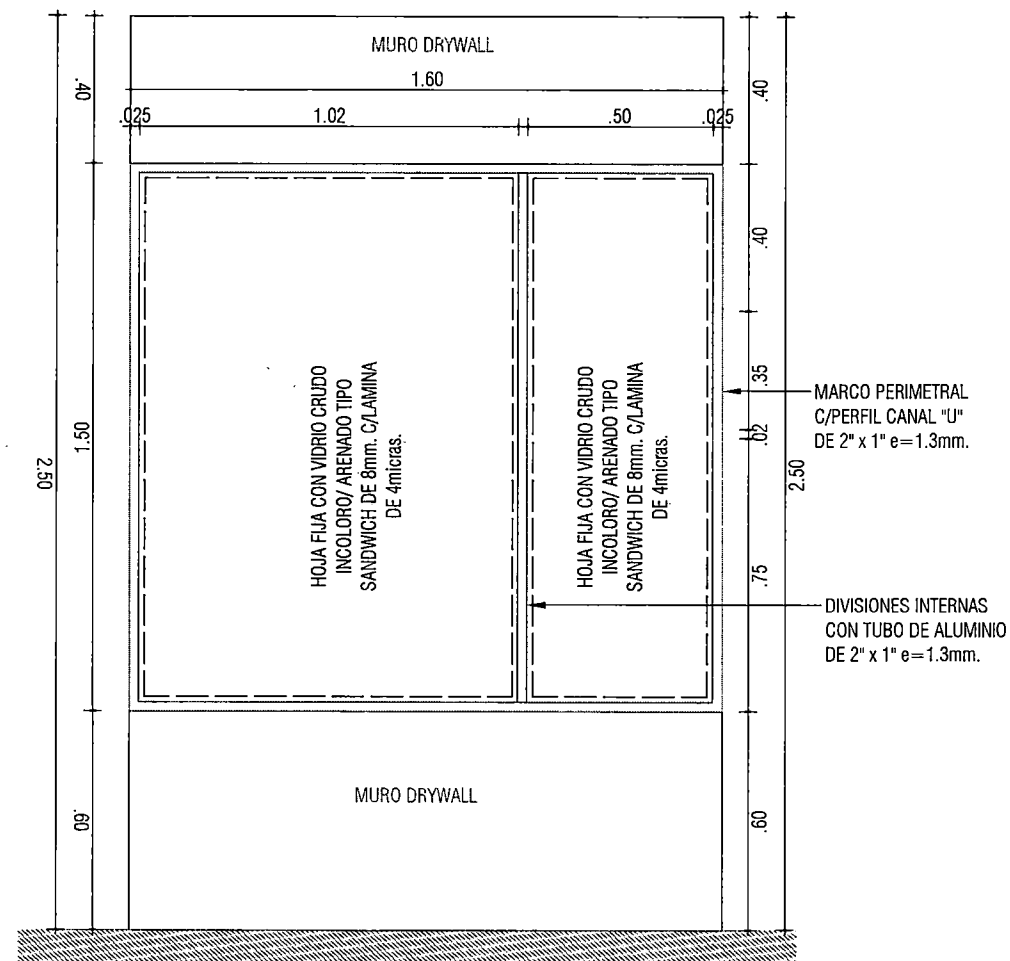 MURO DRYWALL
1.60
.025
1.02
.50
.025
.40
1.50
2.50
.60
.40
.40
.35
.02
.75
.60
2.50
HOJA FIJA CON VIDRIO CRUDO
INCOLORO/ ARENADO TIPO
SANDWICH DE 8mm. C/LAMINA
DE 4micras.
HOJA FIJA CON VIDRIO CRUDO
INCOLORO/ ARENADO TIPO
SANDWICH DE 8mm. C/LAMINA
DE 4micras.
MARCO PERIMETRAL
C/PERFIL CANAL "U"
DE 2" x 1" e=1.3mm.
DIVISIONES INTERNAS
CON TUBO DE ALUMINIO
DE 2" x 1" e=1.3mm.
MURO DRYWALL